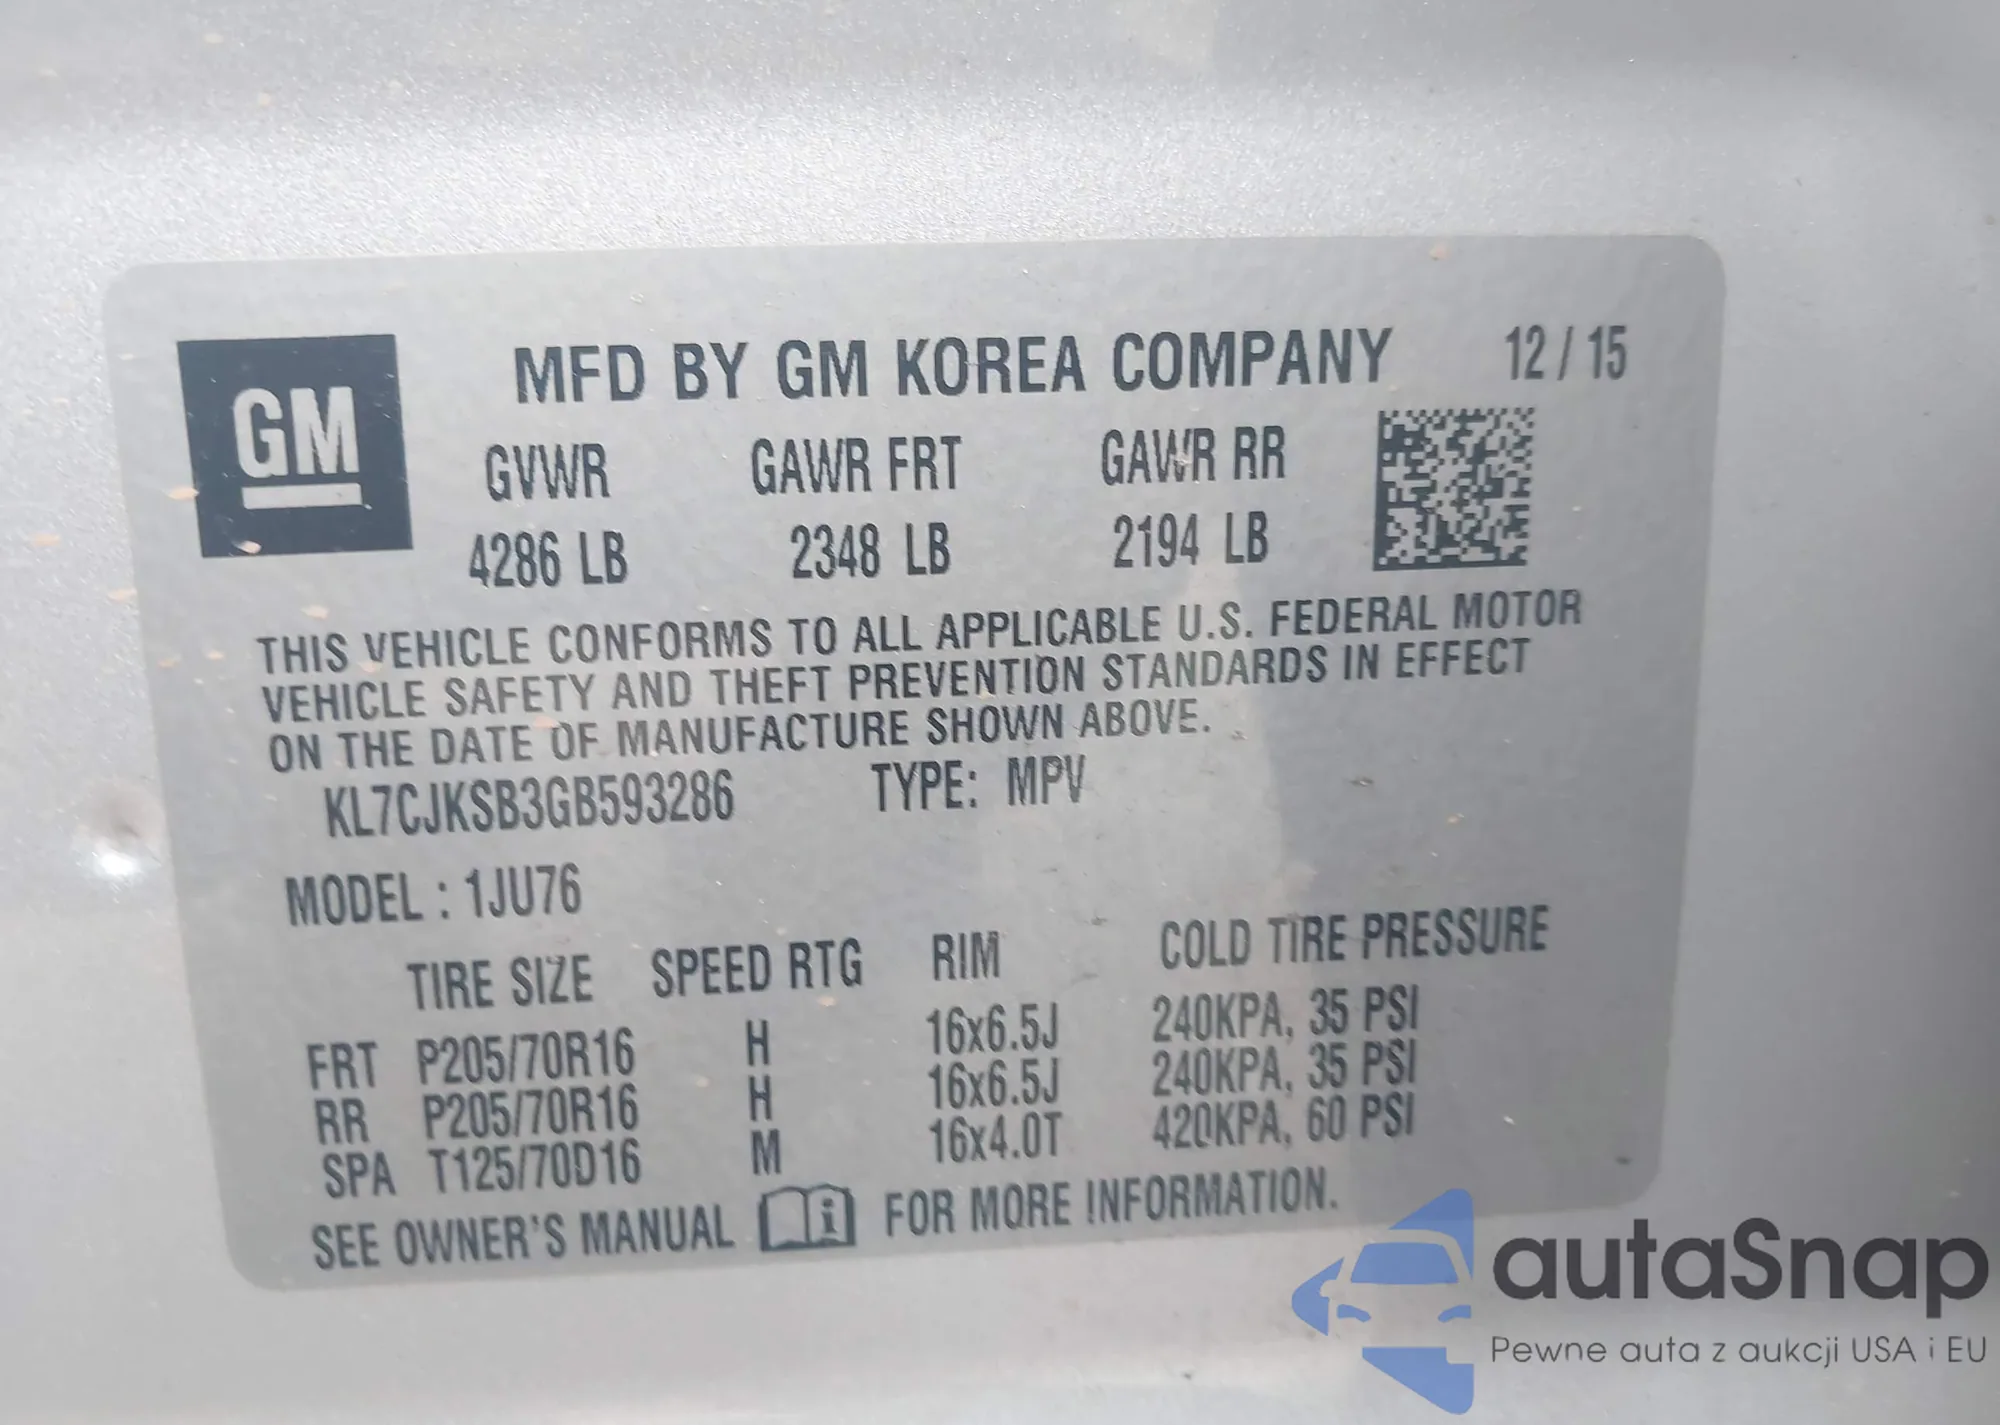 GM
MFD BY GM KOREA COMPANY 12 / 15
GVWR GAWR FRT GAWR RR
4286 LB 2348 LB 2194 LB
THIS VEHICLE CONFORMS TO ALL APPLICABLE U.S. FEDERAL MOTOR
VEHICLE SAFETY AND THEFT PREVENTION STANDARDS IN EFFECT
ON THE DATE OF MANUFACTURE SHOWN ABOVE.
KL7CJKSB3GB593286 TYPE: MPV
MODEL : 1JU76
TIRE SIZE SPEED RTG RIM COLD TIRE PRESSURE
FRT P205/70R16 H 16x6.5J 240KPA, 35 PSI
RR P205/70R16 H 16x6.5J 240KPA, 35 PSI
SPA T125/70D16 M 16x4.0T 420KPA, 60 PSI
SEE OWNER'S MANUAL i FOR MORE INFORMATION.
autaSnap
Pewne auta z aukcji USA i EU